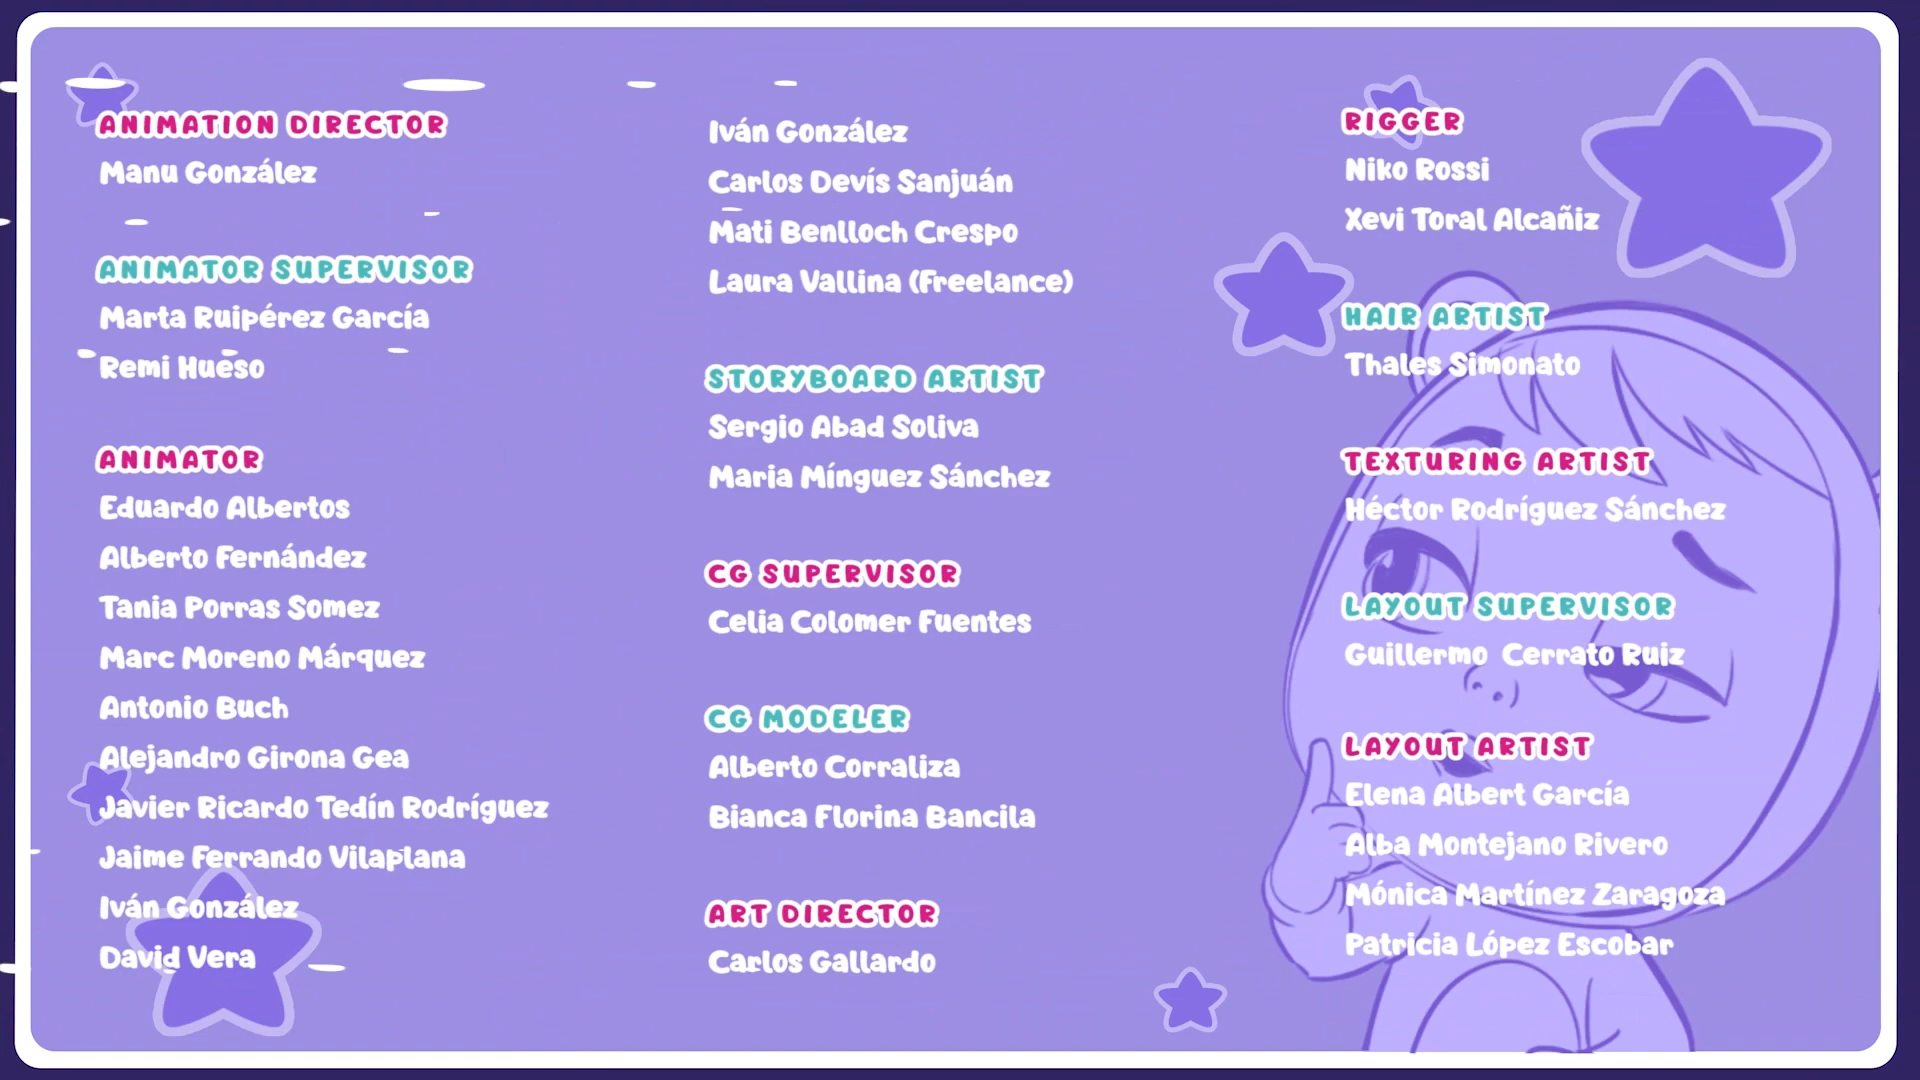 ANIMATION DIRECTOR
Manu González
ANIMATOR SUPERVISOR
Marta Ruipérez García
Remi Hueso
ANIMATOR
Eduardo Albertos
Alberto Fernández
Tania Porras Somez
Marc Moreno Márquez
Antonio Buch
Alejandro Girona Gea
Javier Ricardo Tedín Rodríguez
Jaime Ferrando Vilaplana
Iván González
David Vera
Iván González
Carlos Devís Sanjuán
Mati Benlloch Crespo
Laura Vallina (Freelance)
STORYBOARD ARTIST
Sergio Abad Soliva
Maria Mínguez Sánchez
CG SUPERVISOR
Celia Colomer Fuentes
CG MODELER
Alberto Corraliza
Bianca Florina Bancila
ART DIRECTOR
Carlos Gallardo
RIGGER
Niko Rossi
Xevi Toral Alcañiz
HAIR ARTIST
Thales Simonato
TEXTURING ARTIST
Héctor Rodríguez Sánchez
LAYOUT SUPERVISOR
Guillermo Cerrato Ruiz
LAYOUT ARTIST
Elena Albert García
Alba Montejano Rivero
Mónica Martínez Zaragoza
Patricia López Escobar